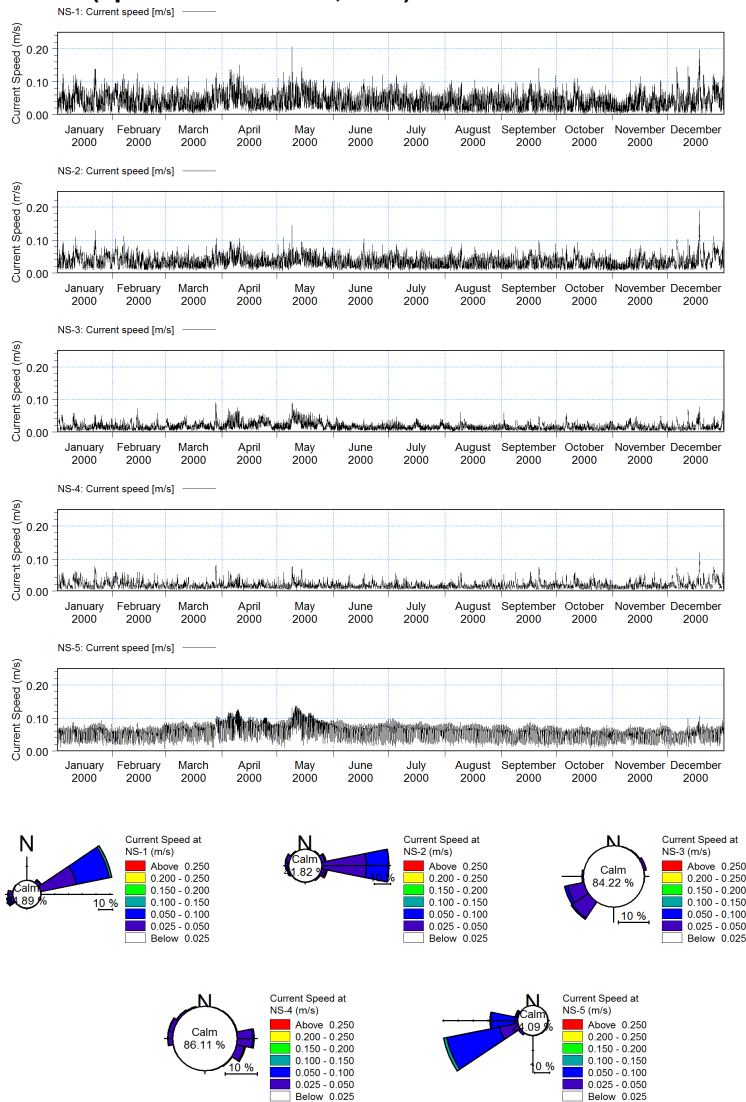 NS-1: Current speed [m/s]
Current Speed (m/s)
0.20
0.10
0.00
January February March April May June July August September October November December
2000 2000 2000 2000 2000 2000 2000 2000 2000 2000 2000 2000
NS-2: Current speed [m/s]
Current Speed (m/s)
0.20
0.10
0.00
January February March April May June July August September October November December
2000 2000 2000 2000 2000 2000 2000 2000 2000 2000 2000 2000
NS-3: Current speed [m/s]
Current Speed (m/s)
0.20
0.10
0.00
January February March April May June July August September October November December
2000 2000 2000 2000 2000 2000 2000 2000 2000 2000 2000 2000
NS-4: Current speed [m/s]
Current Speed (m/s)
0.20
0.10
0.00
January February March April May June July August September October November December
2000 2000 2000 2000 2000 2000 2000 2000 2000 2000 2000 2000
NS-5: Current speed [m/s]
Current Speed (m/s)
0.20
0.10
0.00
January February March April May June July August September October November December
2000 2000 2000 2000 2000 2000 2000 2000 2000 2000 2000 2000
N
Calm
10 %
Current Speed at
NS-1 (m/s)
Above 0.250
0.200 - 0.250
0.150 - 0.200
0.100 - 0.150
0.050 - 0.100
0.025 - 0.050
Below 0.025
N
Calm
10 %
Current Speed at
NS-2 (m/s)
Above 0.250
0.200 - 0.250
0.150 - 0.200
0.100 - 0.150
0.050 - 0.100
0.025 - 0.050
Below 0.025
N
Calm
84.22 %
10 %
Current Speed at
NS-3 (m/s)
Above 0.250
0.200 - 0.250
0.150 - 0.200
0.100 - 0.150
0.050 - 0.100
0.025 - 0.050
Below 0.025
N
Calm
86.11 %
10 %
Current Speed at
NS-4 (m/s)
Above 0.250
0.200 - 0.250
0.150 - 0.200
0.100 - 0.150
0.050 - 0.100
0.025 - 0.050
Below 0.025
N
Calm
10 %
Current Speed at
NS-5 (m/s)
Above 0.250
0.200 - 0.250
0.150 - 0.200
0.100 - 0.150
0.050 - 0.100
0.025 - 0.050
Below 0.025